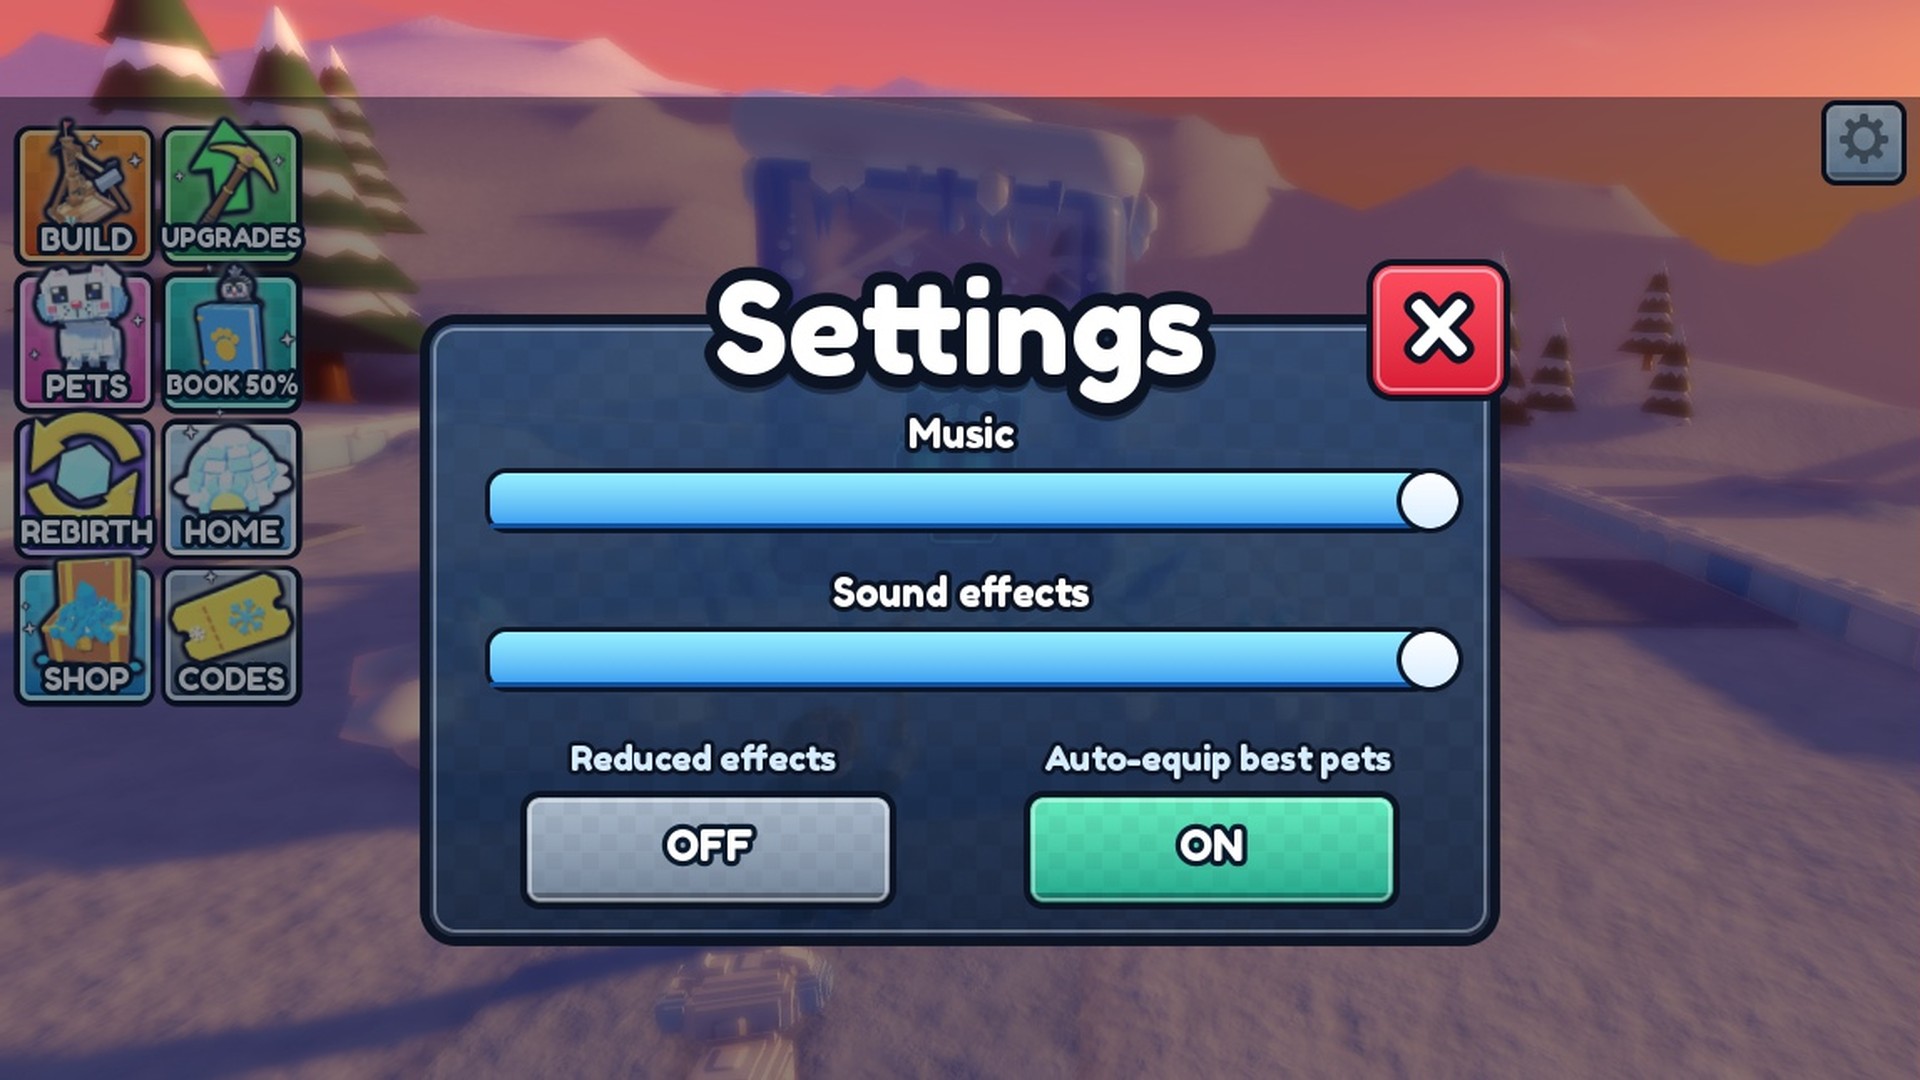 Settings
Music
Sound effects
Reduced effects
Auto-equip best pets
OFF
ON
BUILD
UPGRADES
PETS
BOOK 50%
REBIRTH
HOME
SHOP
CODES